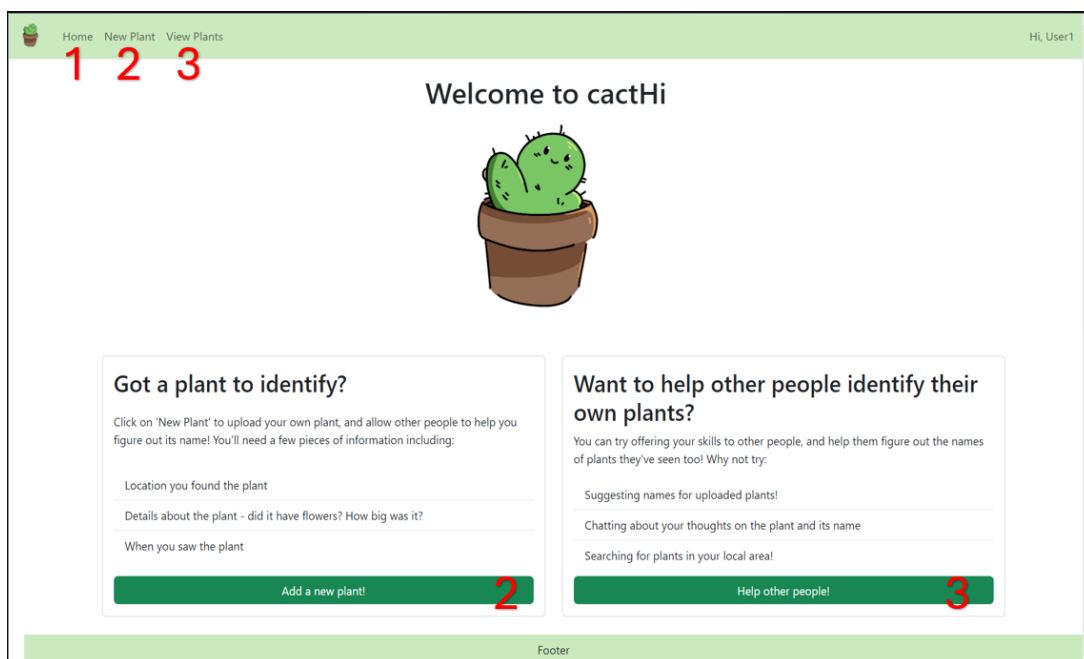 Home New Plant View Plants Hi, User1
1 2 3
Welcome to cactHi
Got a plant to identify?
Click on 'New Plant' to upload your own plant, and allow other people to help you
figure out its name! You'll need a few pieces of information including:
Location you found the plant
Details about the plant - did it have flowers? How big was it?
When you saw the plant
Add a new plant! 2
Want to help other people identify their
own plants?
You can try offering your skills to other people, and help them figure out the names
of plants they've seen too! Why not try:
Suggesting names for uploaded plants!
Chatting about your thoughts on the plant and its name
Searching for plants in your local area!
Help other people! 3
Footer